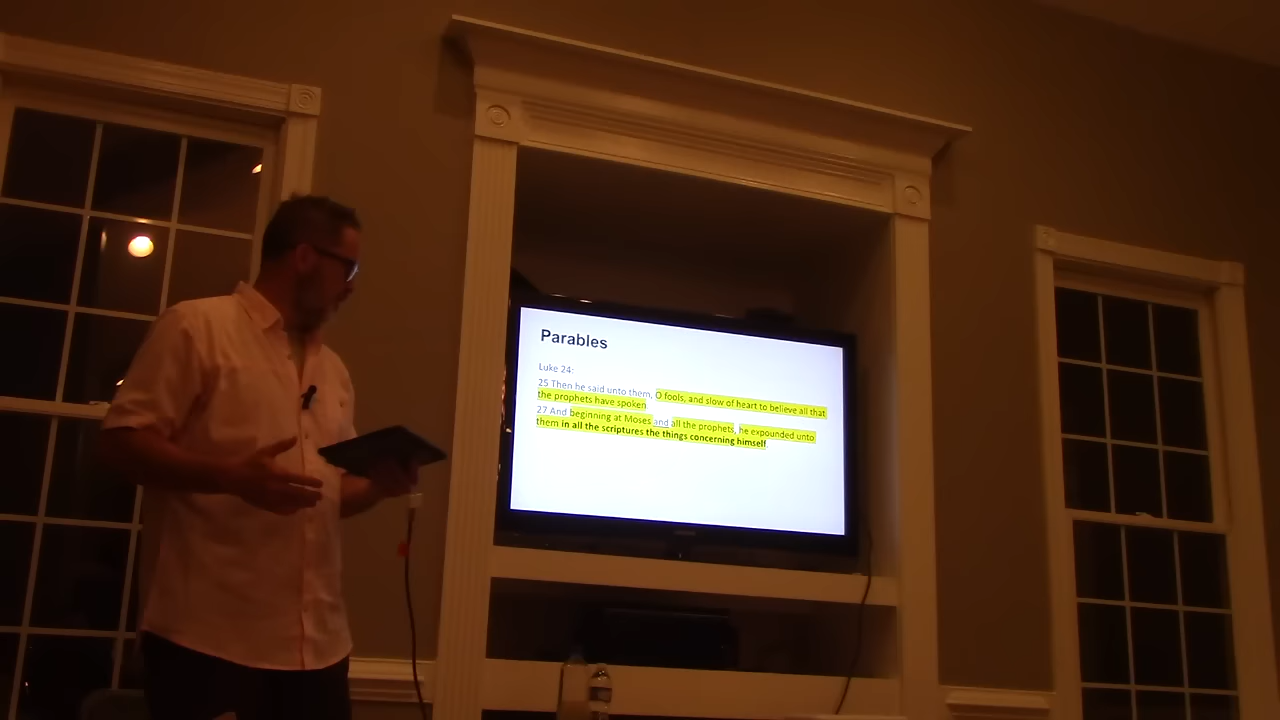 Parables
Luke 24:
25 Then he said unto them, O fools, and slow of heart to believe all that
the prophets have spoken.
27 And beginning at Moses and all the prophets, he expounded unto
them in all the scriptures the things concerning himself.